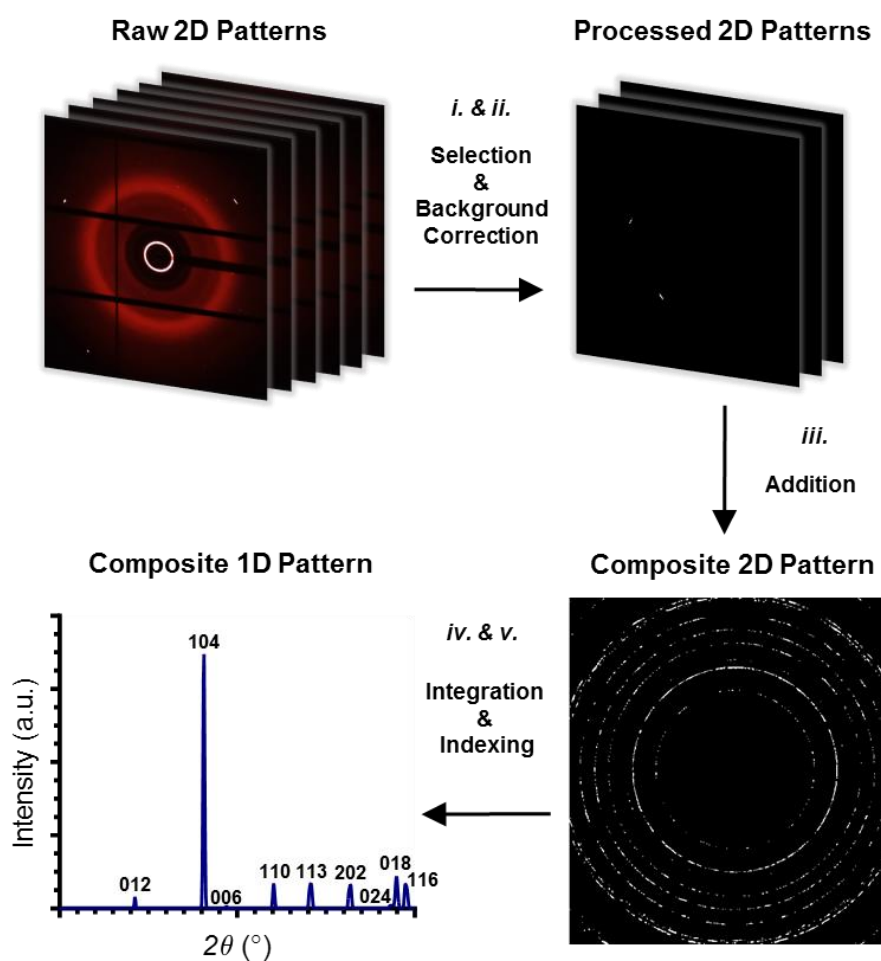 Raw 2D Patterns
Processed 2D Patterns
i. & ii.
Selection
&
Background
Correction
iii.
Addition
Composite 1D Pattern
Composite 2D Pattern
iv. & v.
Integration
&
Indexing
Intensity (a.u.)
104
012
006
110
113
202
024
018
116
2θ (°)